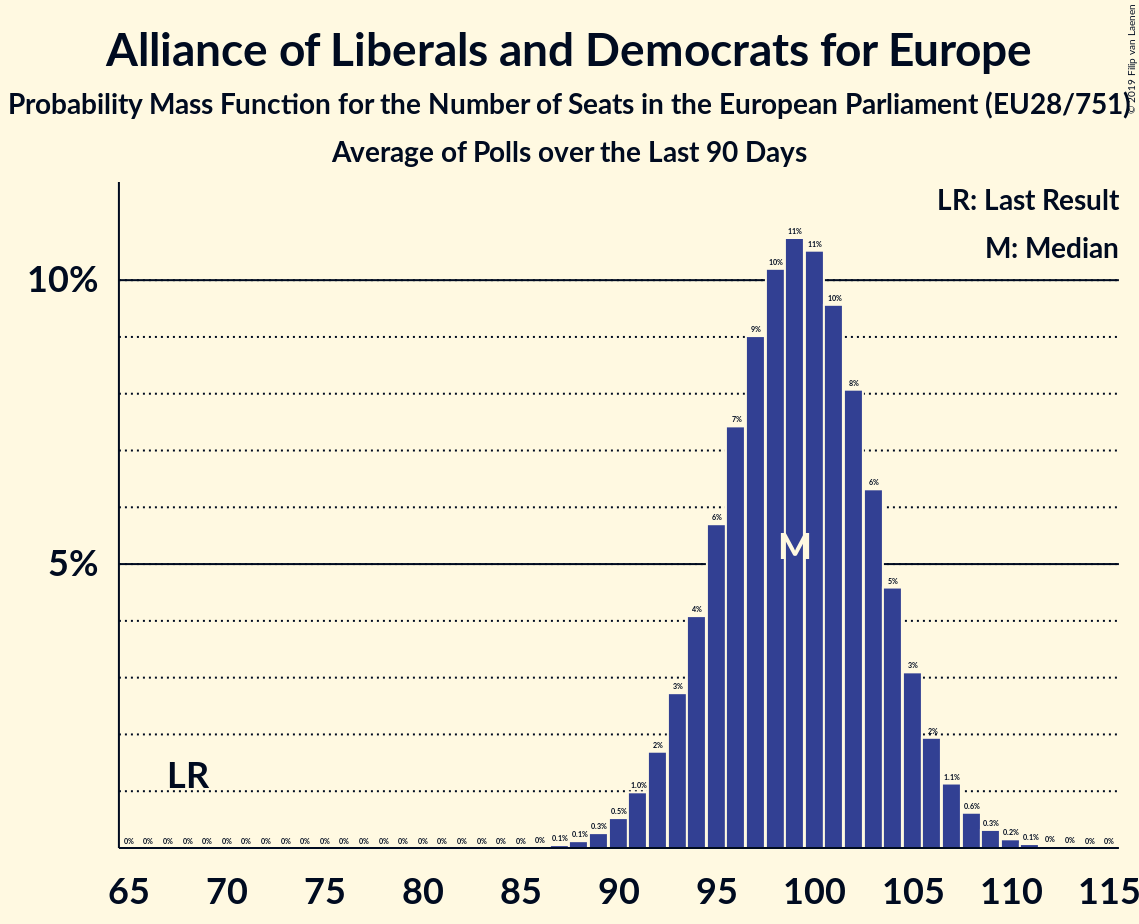 Alliance of Liberals and Democrats for Europe
© 2019 Filip van Laenen
Probability Mass Function for the Number of Seats in the European Parliament (EU28/751)
Average of Polls over the Last 90 Days
LR: Last Result
M: Median
10%
5%
0% 0% 0% 0% 0% 0% 0% 0% 0% 0% 0% 0% 0% 0% 0% 0% 0% 0% 0% 0% 0% 0% 0.1% 0.1% 0.3% 0.5% 1.0% 2% 3% 4% 6% 7% 9% 10% 11% 11% 10% 8% 6% 5% 3% 2% 1.1% 0.6% 0.3% 0.2% 0.1% 0% 0% 0% 0%
M
LR
65 70 75 80 85 90 95 100 105 110 115